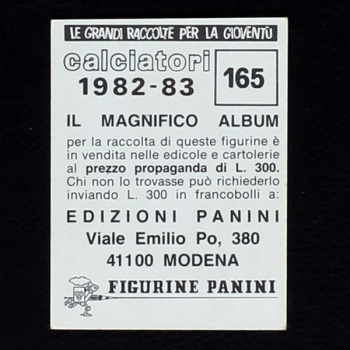 LE GRANDI RACCOLTE PER LA GIOVENTÙ
calciatori
1982-83
165
IL MAGNIFICO ALBUM
per la raccolta di queste figurine è
in vendita nelle edicole e cartolerie
al prezzo propaganda di L. 300.
Chi non lo trovasse può richiederlo
inviando L. 300 in francobolli a:
EDIZIONI PANINI
Viale Emilio Po, 380
41100 MODENA
FIGURINE PANINI